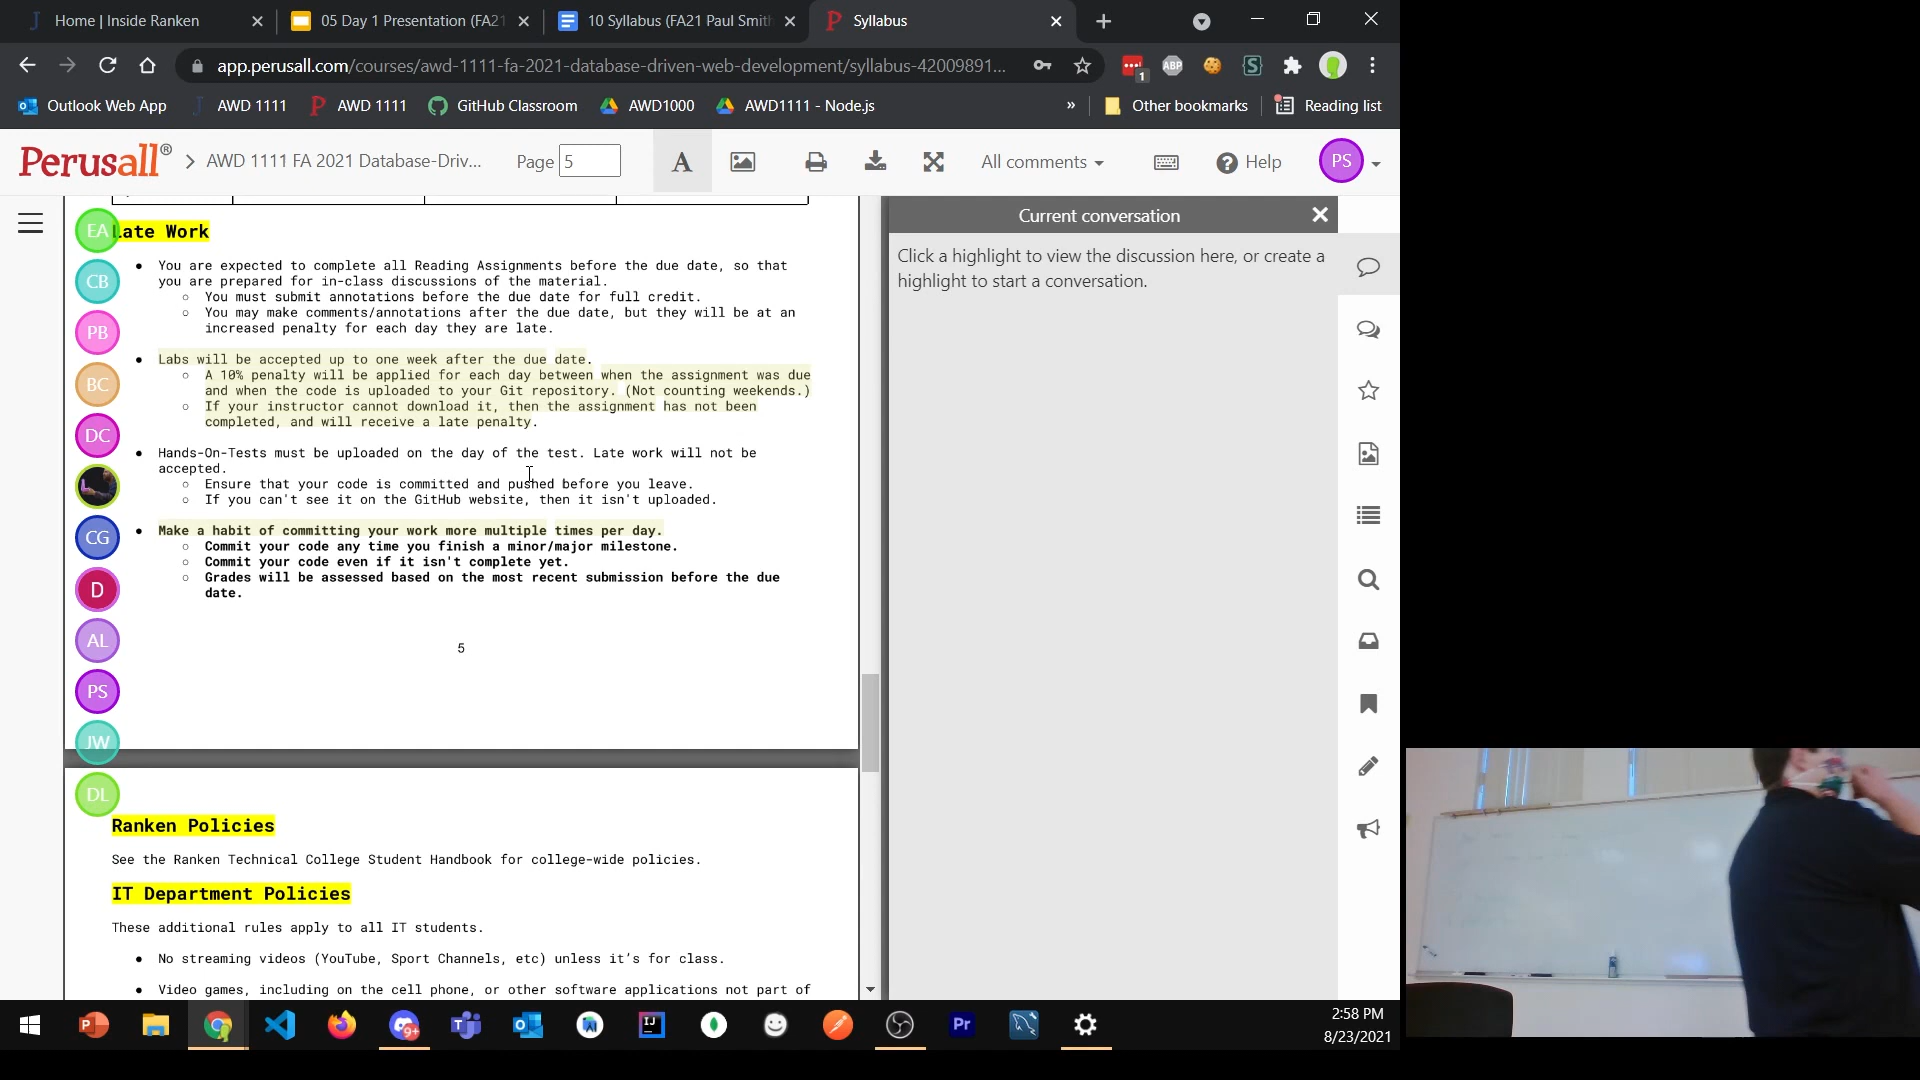 Home | Inside Ranken
05 Day 1 Presentation (FA21
10 Syllabus (FA21 Paul Smith
Syllabus
app.perusall.com/courses/awd-1111-fa-2021-database-driven-web-development/syllabus-42009891...
1
ABP
Outlook Web App
AWD 1111
AWD 1111
GitHub Classroom
AWD1000
AWD1111 - Node.js
»
Other bookmarks
Reading list
Perusall®
AWD 1111 FA 2021 Database-Driv...
Page 5
A
All comments
Help
PS
EA
CB
PB
BC
DC
CG
D
AL
PS
JW
DL
Late Work
● You are expected to complete all Reading Assignments before the due date, so that
you are prepared for in-class discussions of the material.
○ You must submit annotations before the due date for full credit.
○ You may make comments/annotations after the due date, but they will be at an
increased penalty for each day they are late.
● Labs will be accepted up to one week after the due date.
○ A 10% penalty will be applied for each day between when the assignment was due
and when the code is uploaded to your Git repository. (Not counting weekends.)
○ If your instructor cannot download it, then the assignment has not been
completed, and will receive a late penalty.
● Hands-On-Tests must be uploaded on the day of the test. Late work will not be
accepted.
○ Ensure that your code is committed and pushed before you leave.
○ If you can't see it on the GitHub website, then it isn't uploaded.
● Make a habit of committing your work more multiple times per day.
○ Commit your code any time you finish a minor/major milestone.
○ Commit your code even if it isn't complete yet.
○ Grades will be assessed based on the most recent submission before the due
date.
5
Ranken Policies
See the Ranken Technical College Student Handbook for college-wide policies.
IT Department Policies
These additional rules apply to all IT students.
● No streaming videos (YouTube, Sport Channels, etc) unless it's for class.
● Video games, including on the cell phone, or other software applications not part of
Current conversation
Click a highlight to view the discussion here, or create a
highlight to start a conversation.
9+
IJ
Pr
2:58 PM
8/23/2021